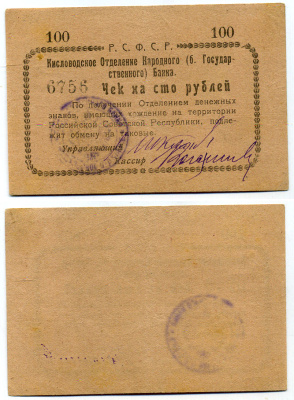 100 100
Р. С. Ф. С. Р.
Кисловодское Отделение Народного (б. Государ-
ственного) Банка.
6756 Чек на сто рублей
По получении Отделением денежных
знаков, имеющих хождение на территории
Российской Советской Республики, подле-
жит обмену на таковые.
Управляющий
Кассир